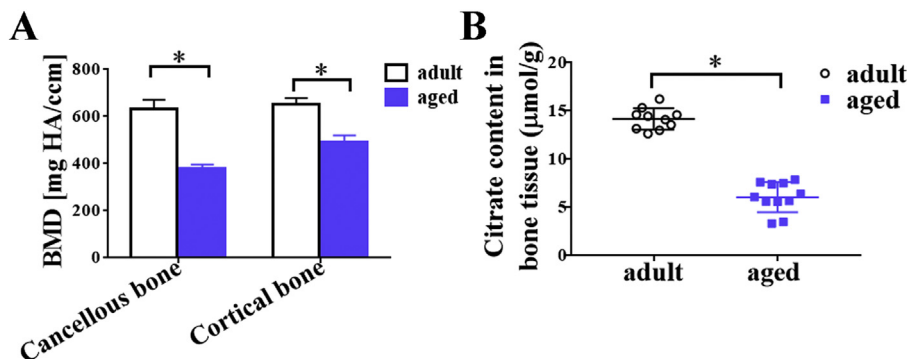 A
BMD [mg HA/ccm]
800
600
400
200
0
*
*
adult
aged
Cancellous bone
Cortical bone
B
Citrate content in
bone tissue (μmol/g)
20
15
10
5
0
*
adult
aged
adult
aged